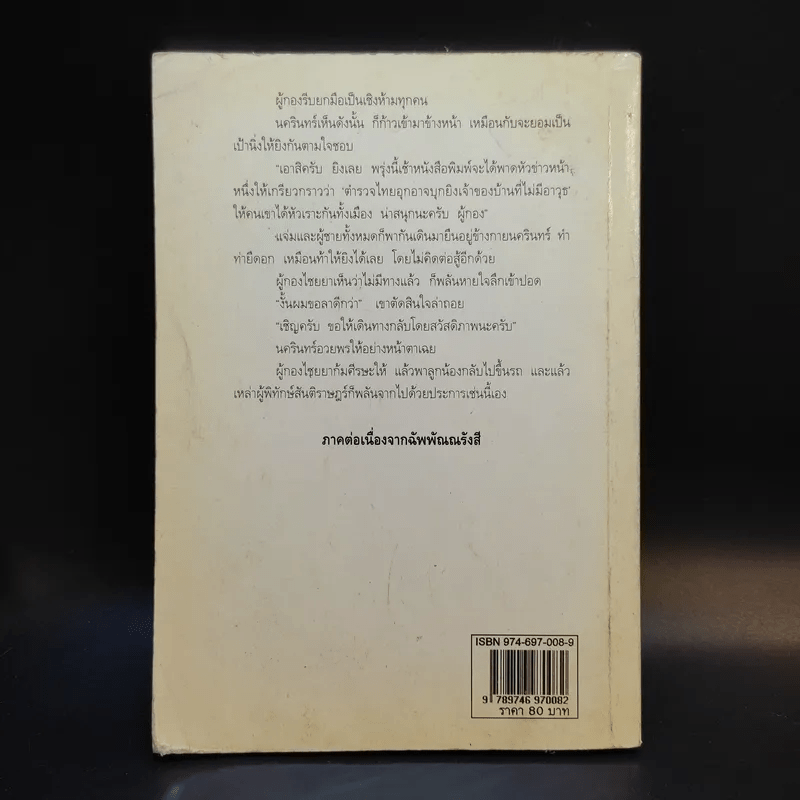 ผู้กองรีบยกมือเป็นเชิงห้ามทุกคน
นครินทร์เห็นดังนั้น ก็ก้าวเข้ามาข้างหน้า เหมือนกับจะยอมเป็น
เป้านิ่งให้ยิงกันตามใจชอบ
“เอาสิครับ ยิงเลย พรุ่งนี้เช้าหนังสือพิมพ์จะได้พาดหัวข่าวหน้า
หนึ่งให้เกรียวกราวว่า ‘ตำรวจไทยอุกอาจบุกยิงเจ้าของบ้านที่ไม่มีอาวุธ’
ให้คนเขาได้หัวเราะกันทั้งเมือง น่าสนุกนะครับ ผู้กอง”
แจ่มและผู้ชายทั้งหมดก็พากันเดินมายืนอยู่ข้างกายนครินทร์ ทำ
ท่ายืดอก เหมือนท้าให้ยิงได้เลย โดยไม่คิดต่อสู้อีกด้วย
ผู้กองไชยยาเห็นว่าไม่มีทางแล้ว ก็พลันหายใจลึกเข้าปอด
“งั้นผมขอลาดีกว่า” เขาตัดสินใจล่าถอย
“เชิญครับ ขอให้เดินทางกลับโดยสวัสดิภาพนะครับ”
นครินทร์อวยพรให้อย่างหน้าตาเฉย
ผู้กองไชยยาก้มศีรษะให้ แล้วพาลูกน้องกลับไปขึ้นรถ และแล้ว
เหล่าผู้พิทักษ์สันติราษฎร์ก็พลันจากไปด้วยประการเช่นนี้เอง
ภาคต่อเนื่องจากฉัพพัณณรังสี
ISBN 974-697-008-9
9 789746 970082
ราคา 80 บาท